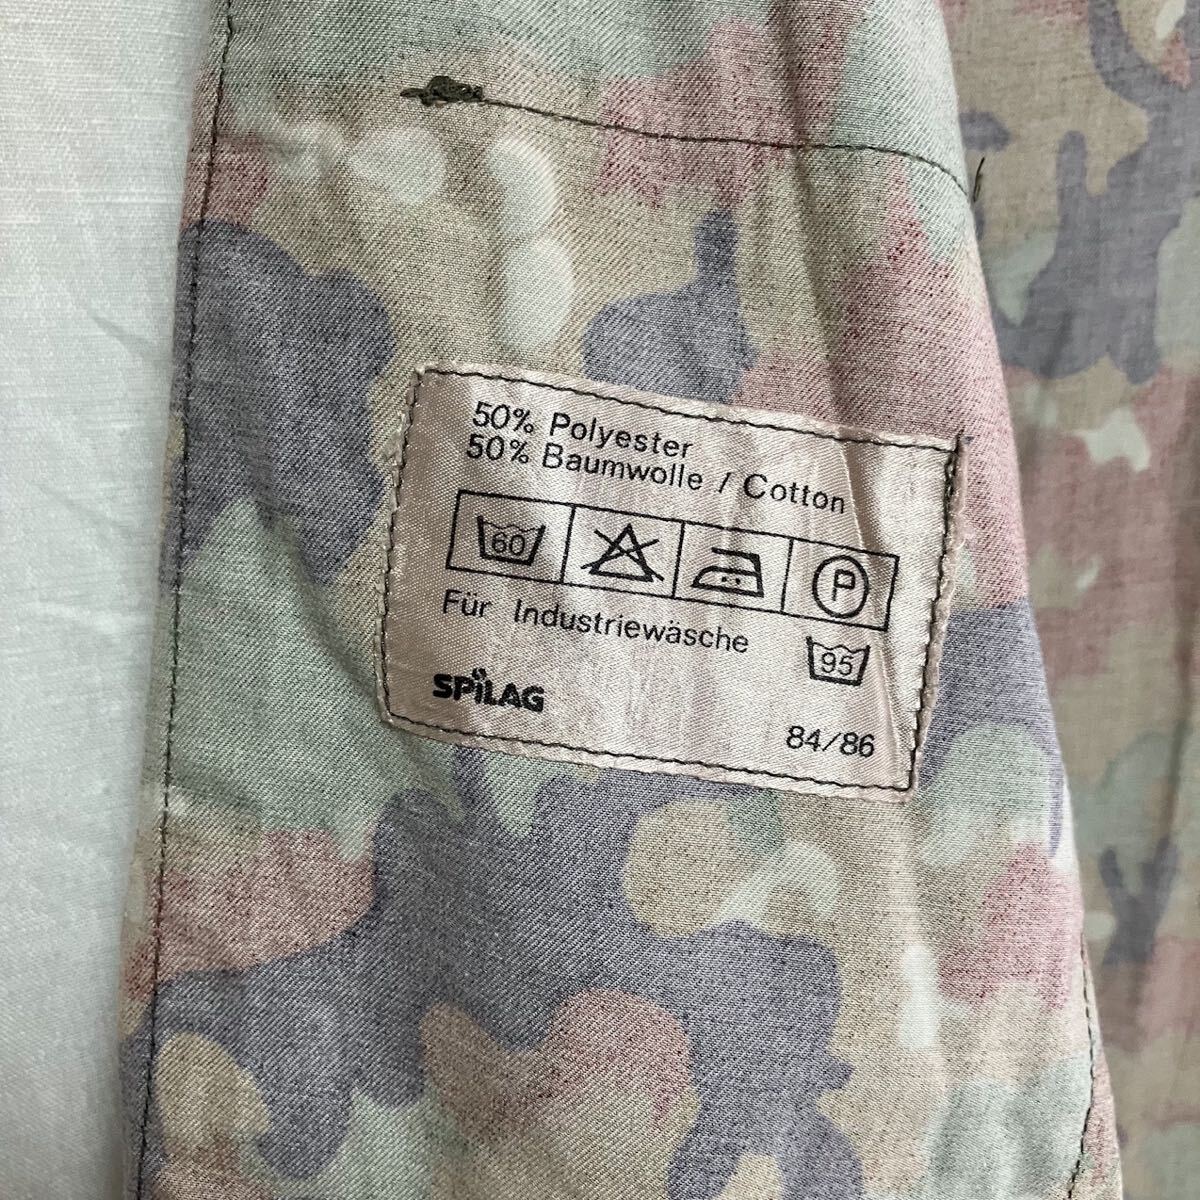 50% Polyester
50% Baumwolle / Cotton
60 P
Für Industriewäsche 95
SPiLAG
84/86